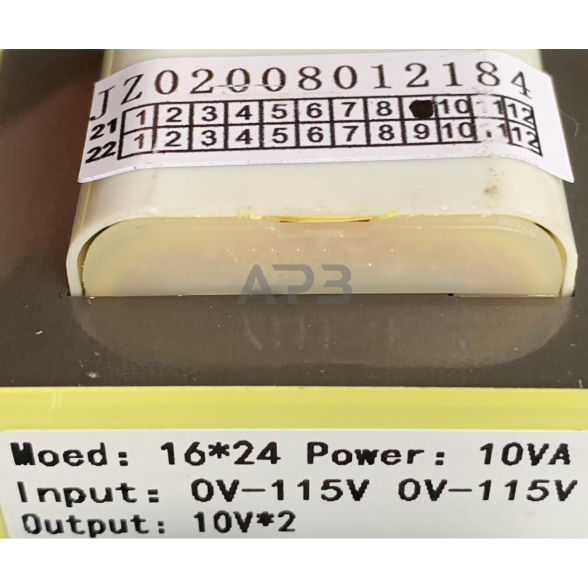 JZ02008012184
21 1 2 3 4 5 6 7 8 10 11 12
22 1 2 3 4 5 6 7 8 9 10 11 12
AP3
Moed: 16*24 Power: 10VA
Input: 0V-115V 0V-115V
Output: 10V*2